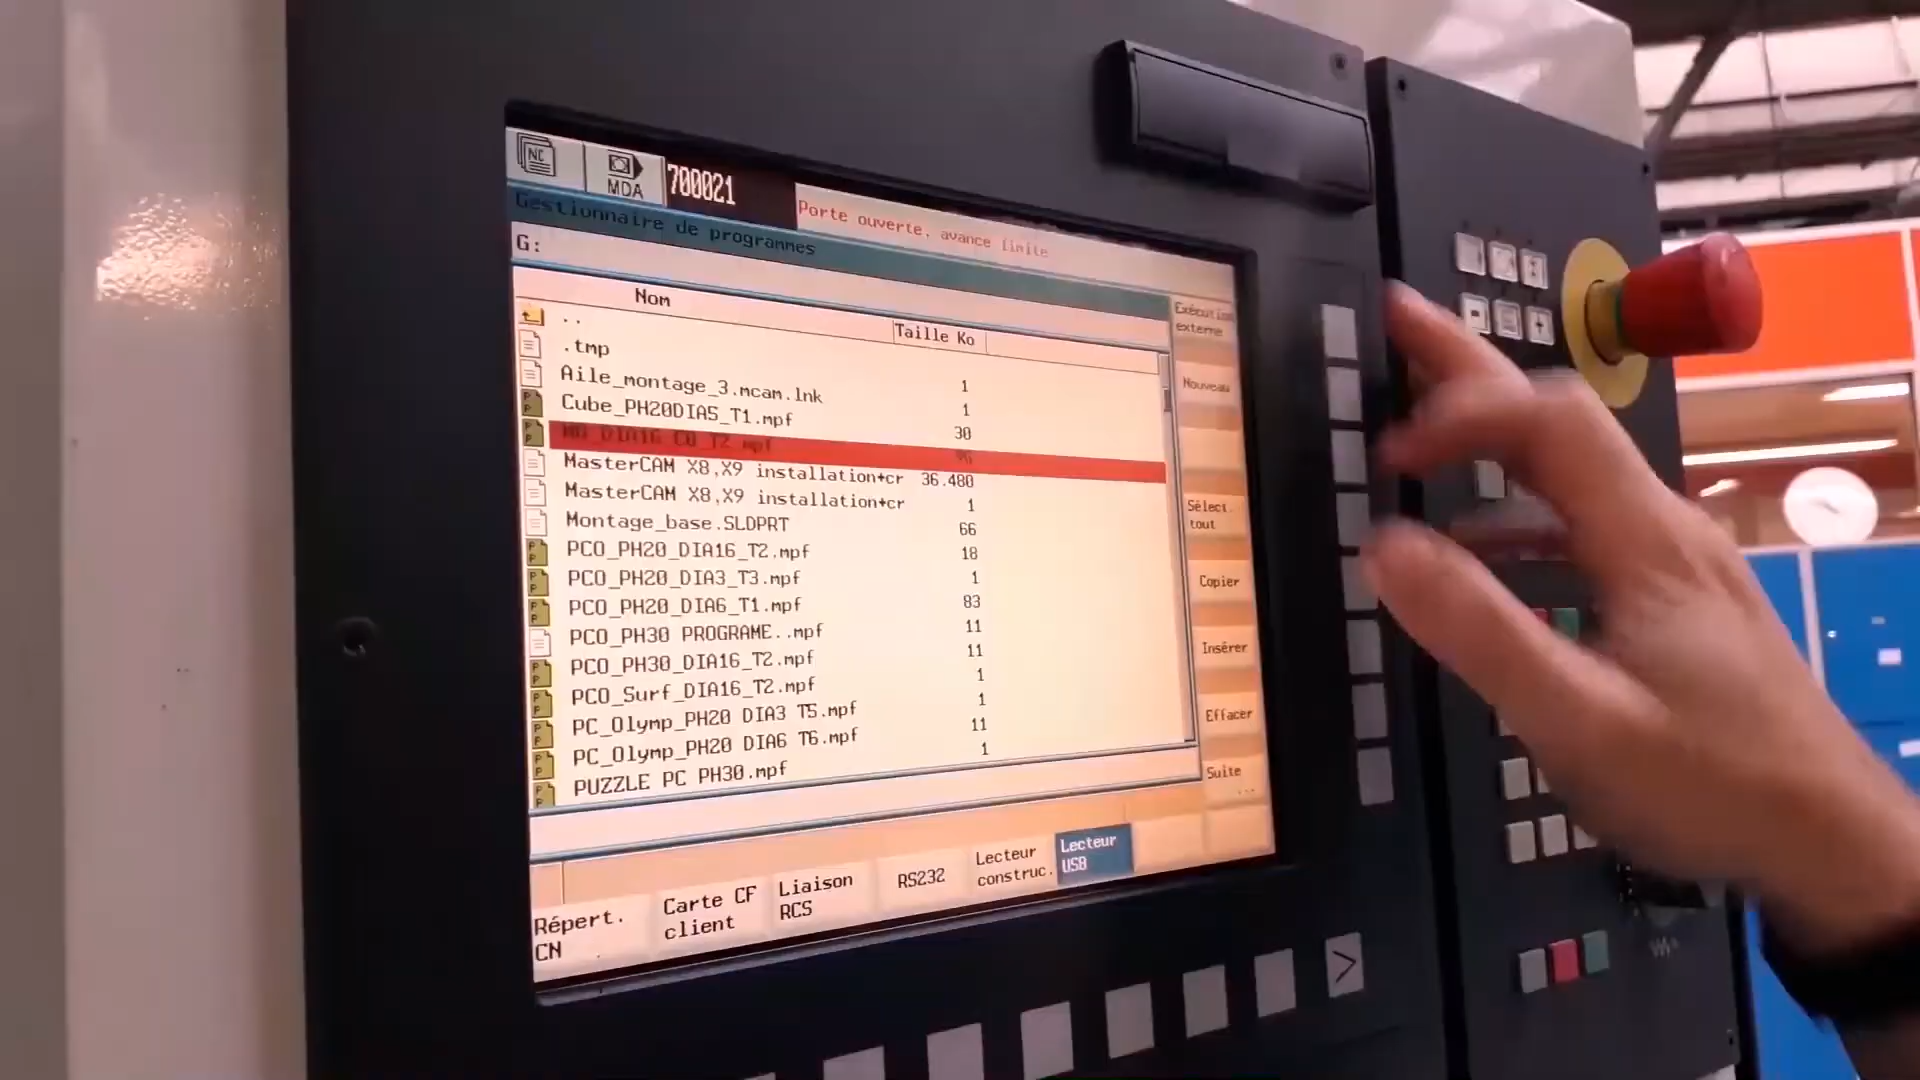 NC
MDA
700021
Porte ouverte, avance limite
Gestionnaire de programmes
G:
Nom
Taille Ko
..
.tmp
Aile_montage_3.mcam.lnk 1
Cube_PH20DIA5_T1.mpf 1
30
MasterCAM X8,X9 installation+cr 36.480
MasterCAM X8,X9 installation+cr 1
Montage_base.SLDPRT 66
PCO_PH20_DIA16_T2.mpf 18
PCO_PH20_DIA3_T3.mpf 1
PCO_PH20_DIA6_T1.mpf 83
PCO_PH30 PROGRAME..mpf 11
PCO_PH30_DIA16_T2.mpf 11
PCO_Surf_DIA16_T2.mpf 1
PC_Olymp_PH20 DIA3 T5.mpf 1
PC_Olymp_PH20 DIA6 T6.mpf 11
PUZZLE PC PH30.mpf 1
Exécution
externe
Nouveau
Sélect.
tout
Copier
Insérer
Effacer
Suite
...
Répert.
CN
Carte CF
client
Liaison
RCS
RS232
Lecteur
construc.
Lecteur
USB
>